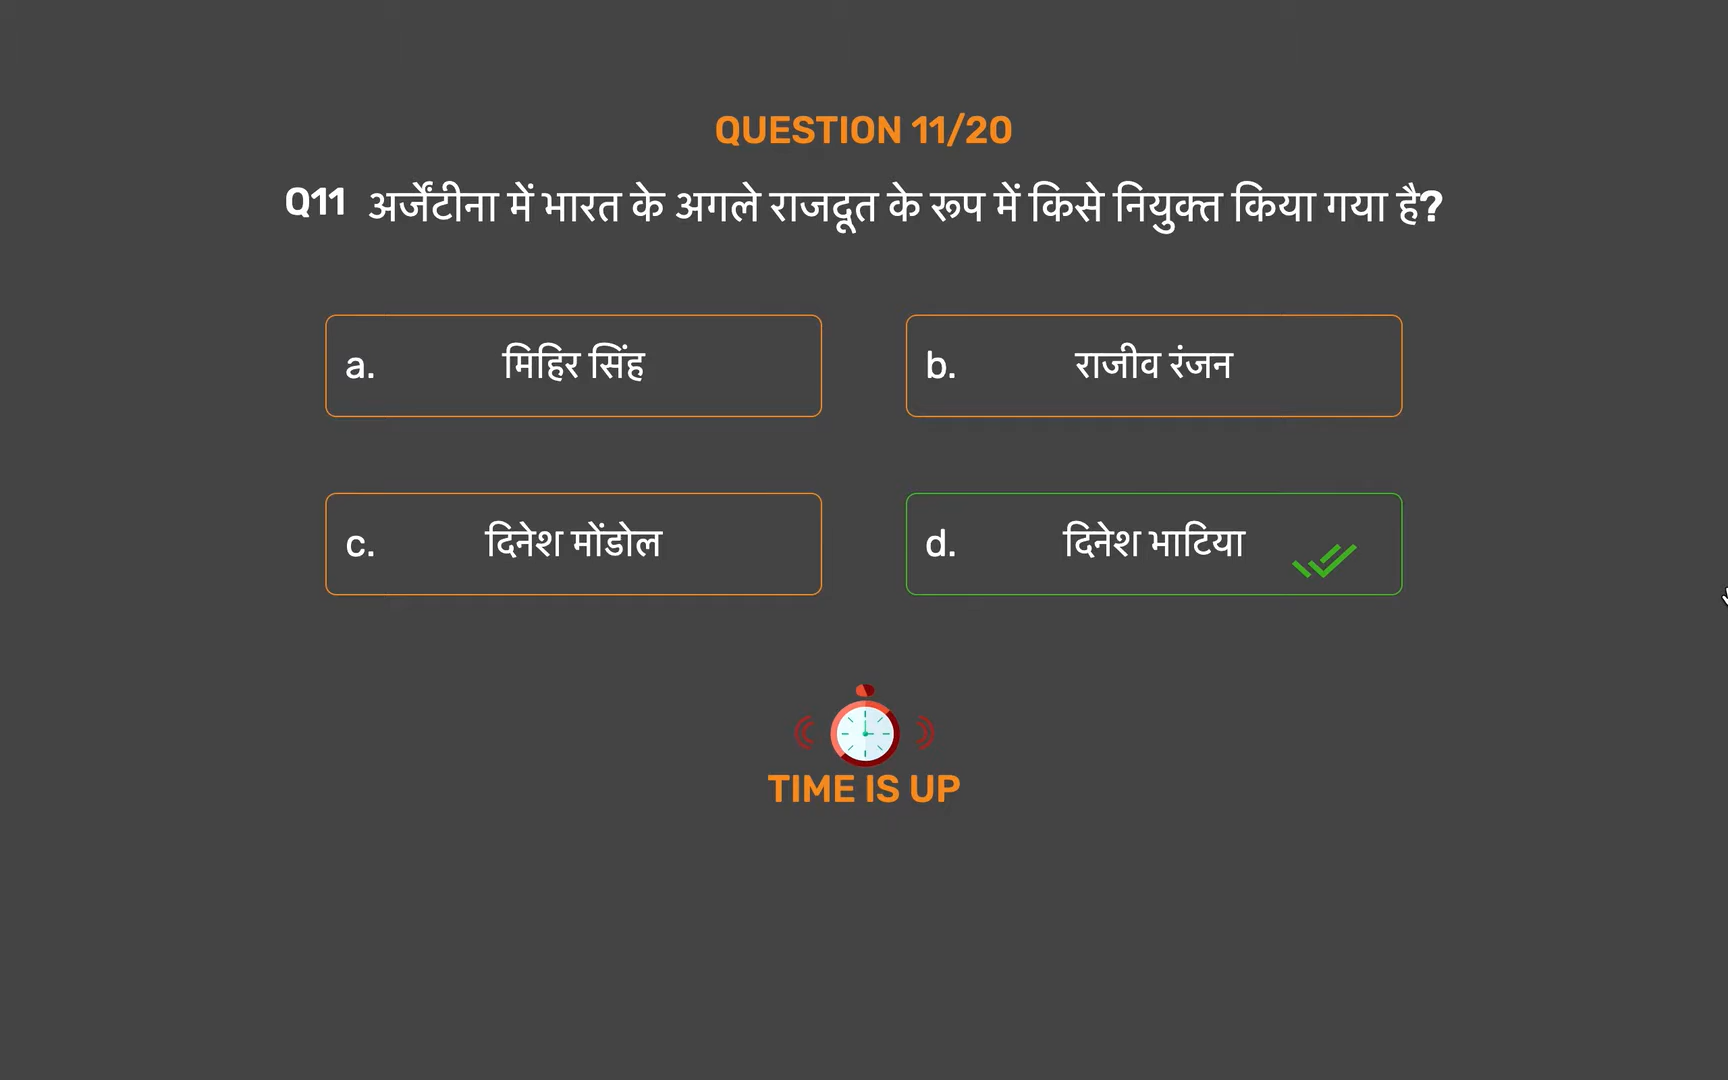 QUESTION 11/20
Q11 अर्जेंटीना में भारत के अगले राजदूत के रूप में किसे नियुक्त किया गया है?
a. मिहिर सिंह
b. राजीव रंजन
c. दिनेश मोंडोल
d. दिनेश भाटिया
TIME IS UP